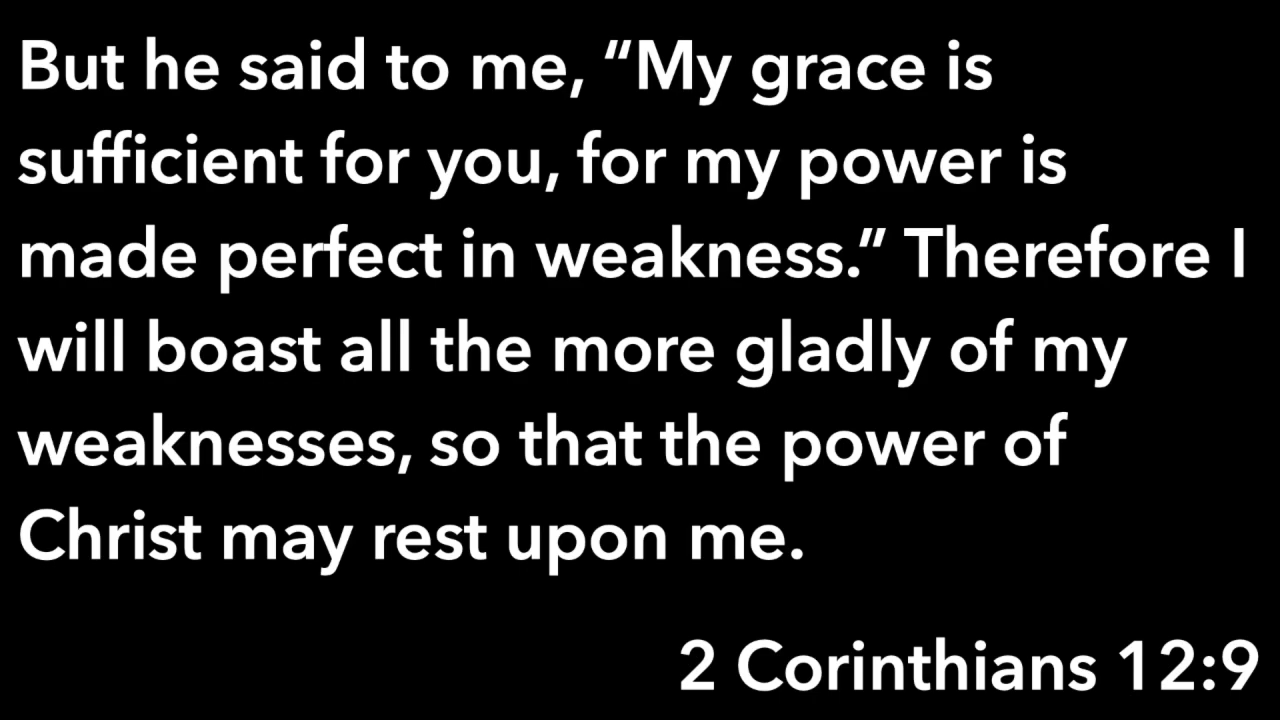 But he said to me, “My grace is
sufficient for you, for my power is
made perfect in weakness.” Therefore I
will boast all the more gladly of my
weaknesses, so that the power of
Christ may rest upon me.
2 Corinthians 12:9